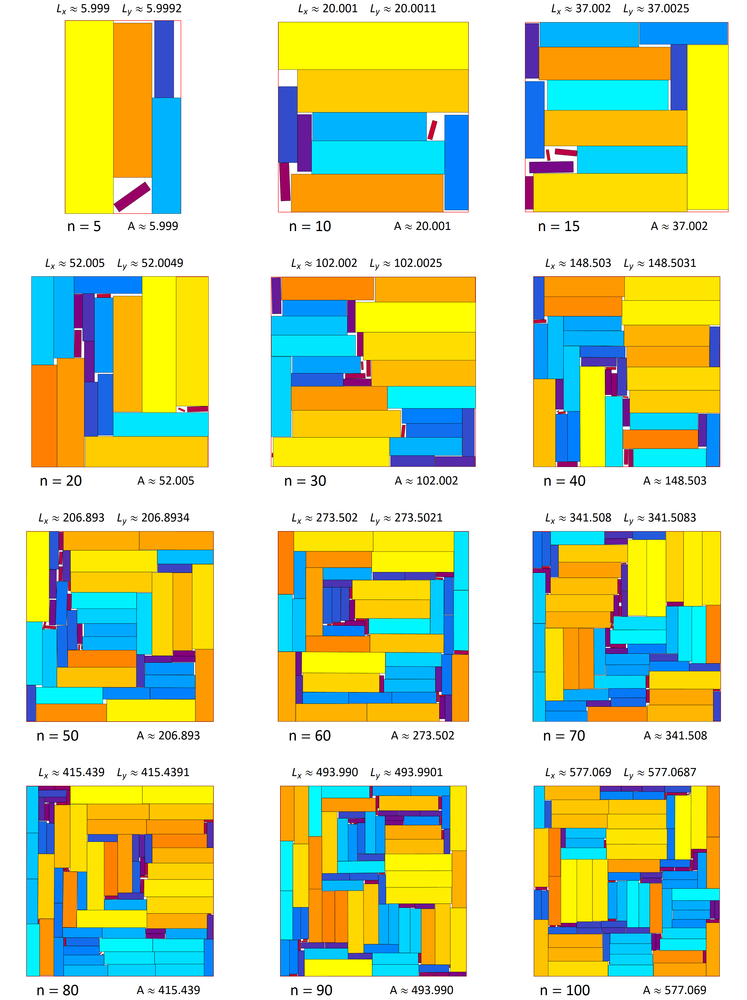 Lx ≈ 5.999 Ly ≈ 5.9992
Lx ≈ 20.001 Ly ≈ 20.0011
Lx ≈ 37.002 Ly ≈ 37.0025
n = 5 A ≈ 5.999
n = 10 A ≈ 20.001
n = 15 A ≈ 37.002
Lx ≈ 52.005 Ly ≈ 52.0049
Lx ≈ 102.002 Ly ≈ 102.0025
Lx ≈ 148.503 Ly ≈ 148.5031
n = 20 A ≈ 52.005
n = 30 A ≈ 102.002
n = 40 A ≈ 148.503
Lx ≈ 206.893 Ly ≈ 206.8934
Lx ≈ 273.502 Ly ≈ 273.5021
Lx ≈ 341.508 Ly ≈ 341.5083
n = 50 A ≈ 206.893
n = 60 A ≈ 273.502
n = 70 A ≈ 341.508
Lx ≈ 415.439 Ly ≈ 415.4391
Lx ≈ 493.990 Ly ≈ 493.9901
Lx ≈ 577.069 Ly ≈ 577.0687
n = 80 A ≈ 415.439
n = 90 A ≈ 493.990
n = 100 A ≈ 577.069